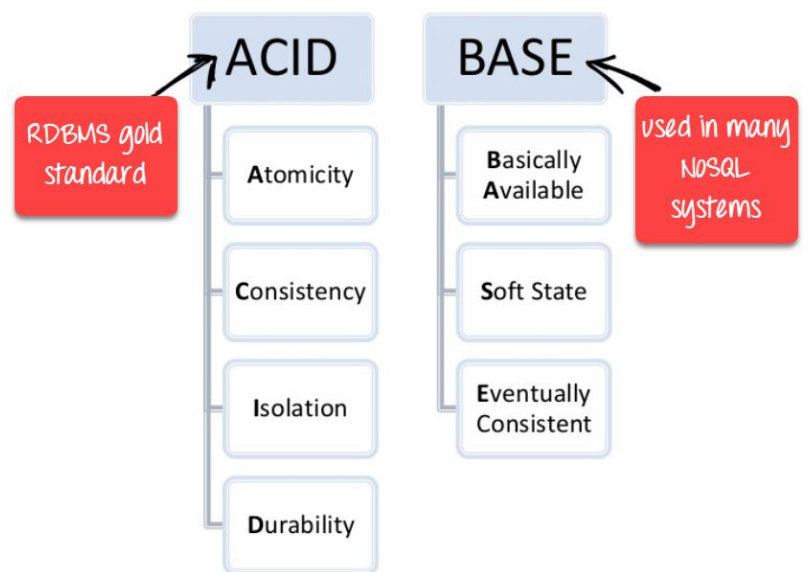 ACID
RDBMS gold
standard
Atomicity
Consistency
Isolation
Durability
BASE
used in many
NoSQL
systems
Basically
Available
Soft State
Eventually
Consistent